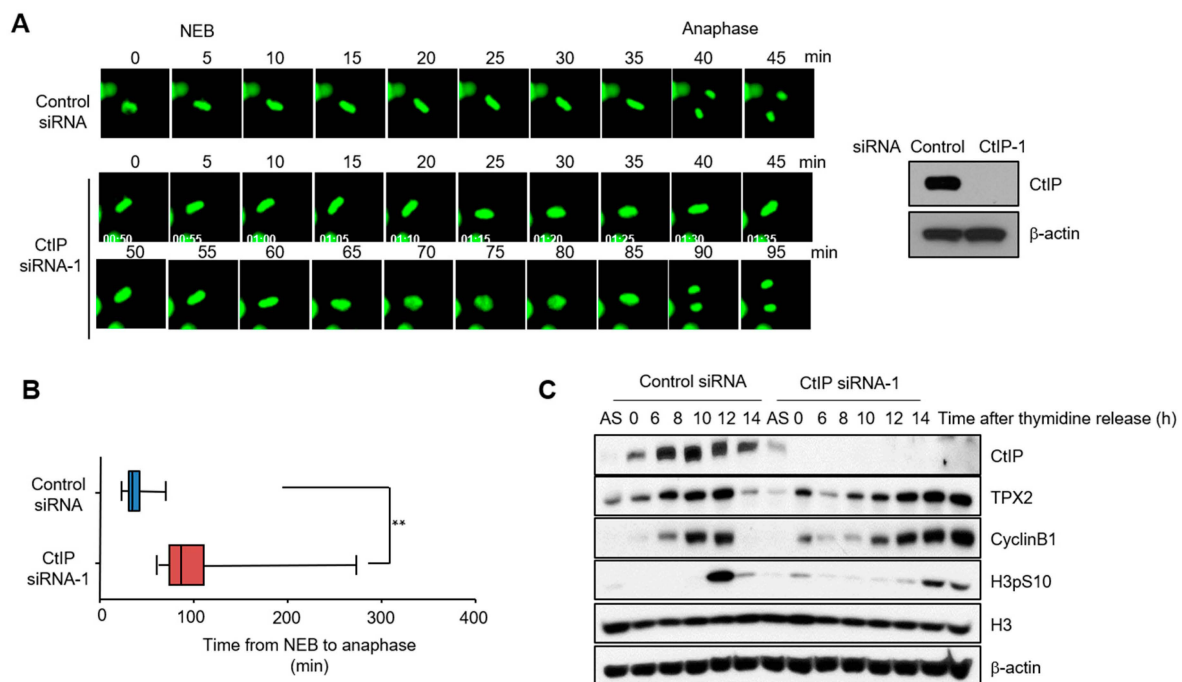 A
NEB Anaphase
0 5 10 15 20 25 30 35 40 45 min
Control
siRNA
0 5 10 15 20 25 30 35 40 45 min
00:50 00:55 01:00 01:05 01:10 01:15 01:20 01:25 01:30 01:35
CtIP
siRNA-1
50 55 60 65 70 75 80 85 90 95 min
siRNA Control CtIP-1
CtIP
β-actin
B
Control
siRNA
**
CtIP
siRNA-1
0 100 200 300 400
Time from NEB to anaphase
(min)
C
Control siRNA CtIP siRNA-1
AS 0 6 8 10 12 14 AS 0 6 8 10 12 14 Time after thymidine release (h)
CtIP
TPX2
CyclinB1
H3pS10
H3
β-actin